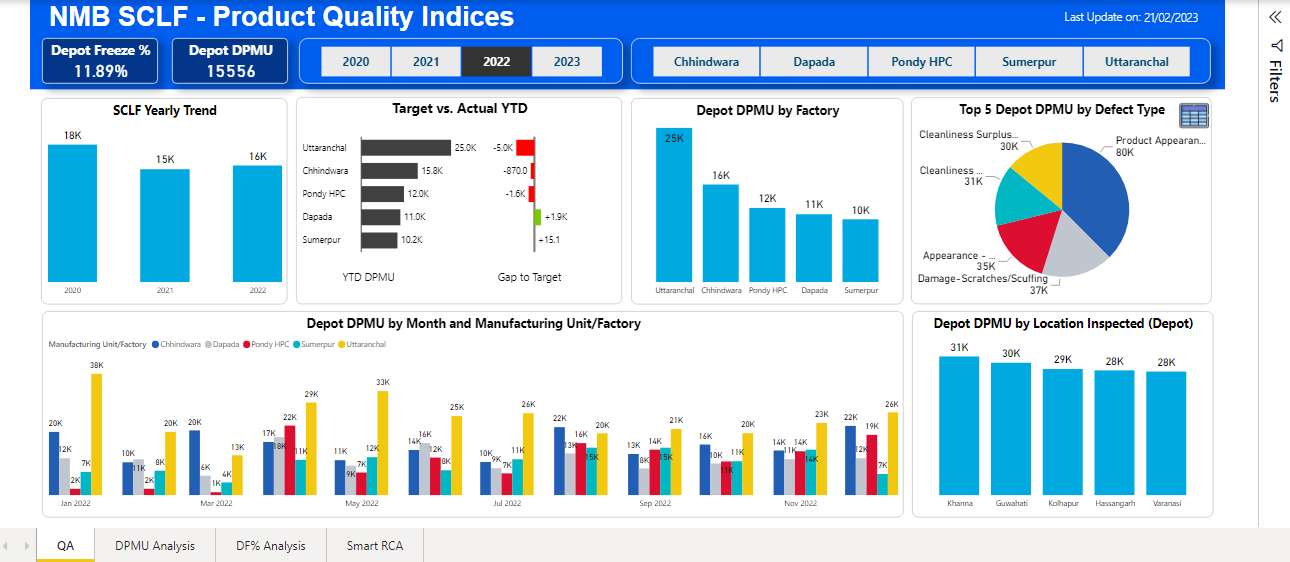 NMB SCLF - Product Quality Indices
Last Update on: 21/02/2023
Depot Freeze %
11.89%
Depot DPMU
15556
2020
2021
2022
2023
Chhindwara
Dapada
Pondy HPC
Sumerpur
Uttaranchal
Filters
SCLF Yearly Trend
18K
15K
16K
2020
2021
2022
Target vs. Actual YTD
Uttaranchal 25.0K -5.0K
Chhindwara 15.8K -870.0
Pondy HPC 12.0K -1.6K
Dapada 11.0K +1.9K
Sumerpur 10.2K +15.1
YTD DPMU
Gap to Target
Depot DPMU by Factory
25K
16K
12K
11K
10K
Uttaranchal
Chhindwara
Pondy HPC
Dapada
Sumerpur
Top 5 Depot DPMU by Defect Type
Cleanliness Surplus...
30K
Product Appearan...
80K
Cleanliness ...
31K
Appearance - ...
35K
Damage-Scratches/Scuffing
37K
Depot DPMU by Month and Manufacturing Unit/Factory
Manufacturing Unit/Factory Chhindwara Dapada Pondy HPC Sumerpur Uttaranchal
20K 12K 2K 7K 38K
10K 11K 2K 8K 20K
20K 6K 1K 4K 13K
17K 18K 22K 11K 29K
11K 9K 7K 12K 33K
14K 16K 12K 8K 25K
10K 9K 7K 11K 26K
22K 13K 16K 15K 20K
13K 8K 14K 15K 21K
16K 10K 11K 11K 20K
14K 11K 14K 14K 23K
22K 12K 19K 7K 26K
Jan 2022
Mar 2022
May 2022
Jul 2022
Sep 2022
Nov 2022
Depot DPMU by Location Inspected (Depot)
31K
30K
29K
28K
28K
Khanna
Guwahati
Kolhapur
Hassangarh
Varanasi
QA
DPMU Analysis
DF% Analysis
Smart RCA